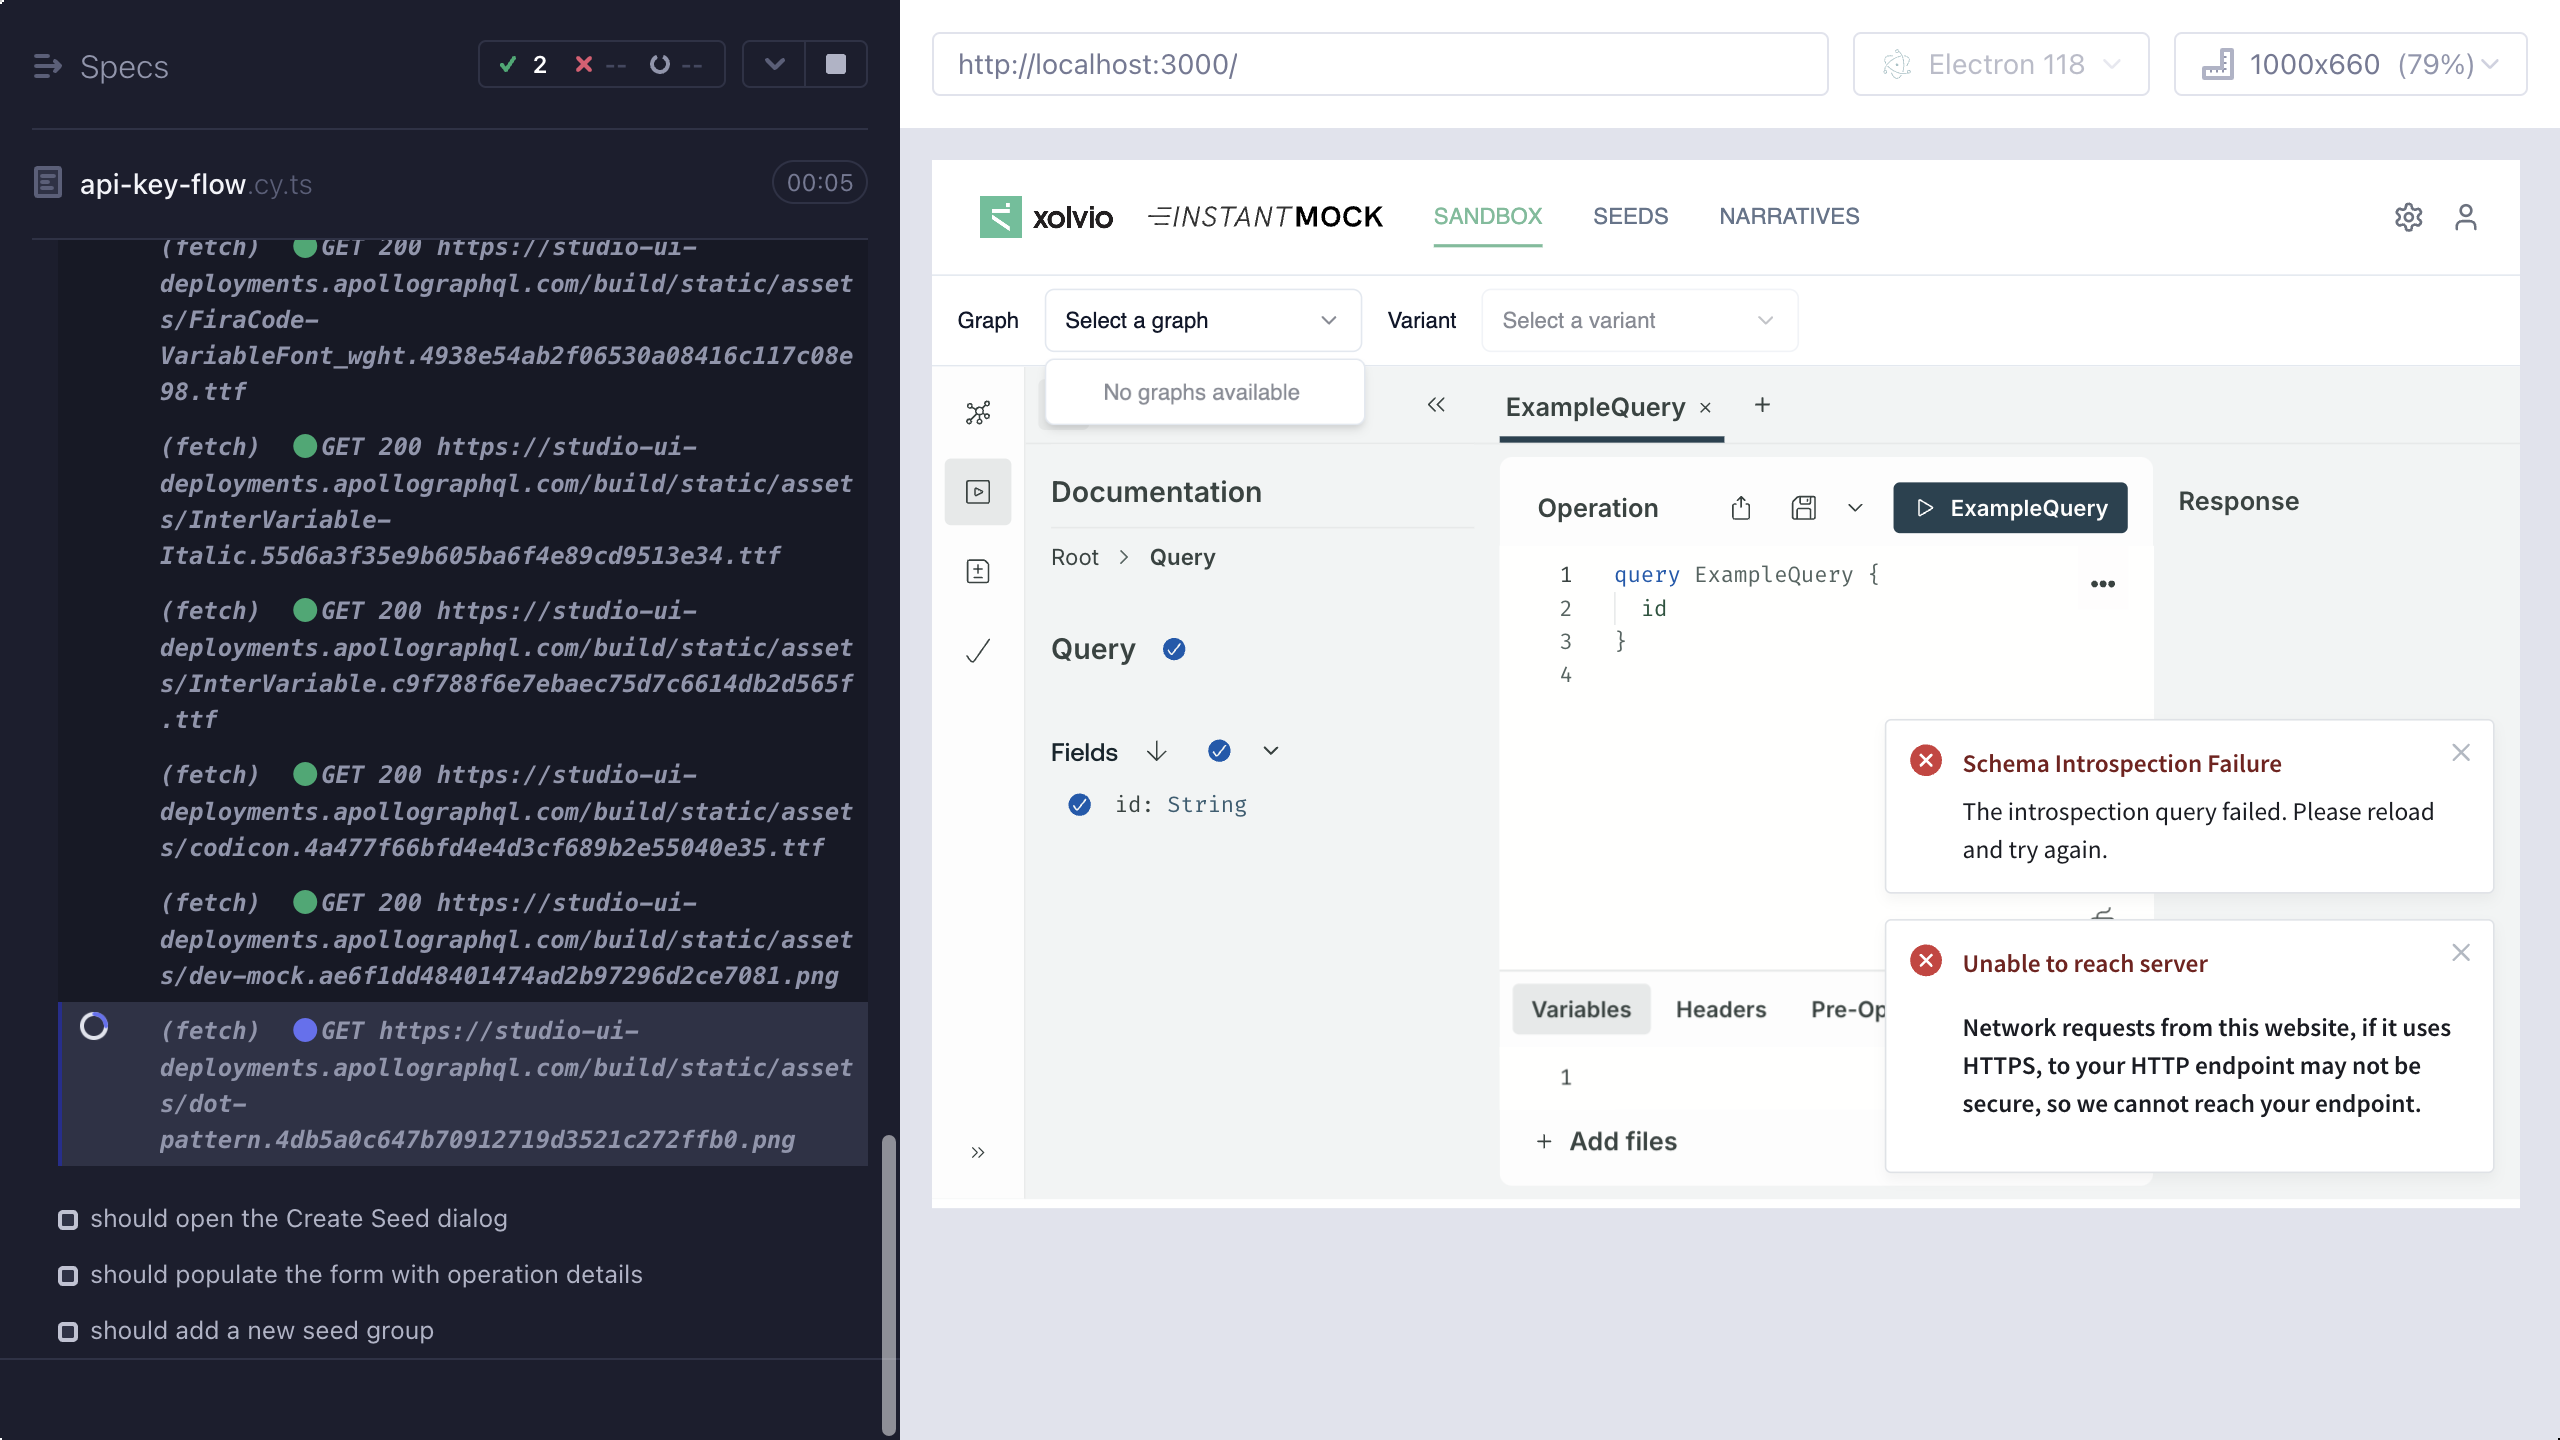 Specs
2
--
--
api-key-flow.cy.ts
00:05
(fetch) GET 200 https://studio-ui-
deployments.apollographql.com/build/static/asset
s/FiraCode-
VariableFont_wght.4938e54ab2f06530a08416c117c08e
98.ttf
(fetch) GET 200 https://studio-ui-
deployments.apollographql.com/build/static/asset
s/InterVariable-
Italic.55d6a3f35e9b605ba6f4e89cd9513e34.ttf
(fetch) GET 200 https://studio-ui-
deployments.apollographql.com/build/static/asset
s/InterVariable.c9f788f6e7ebaec75d7c6614db2d565f
.ttf
(fetch) GET 200 https://studio-ui-
deployments.apollographql.com/build/static/asset
s/codicon.4a477f66bfd4e4d3cf689b2e55040e35.ttf
(fetch) GET 200 https://studio-ui-
deployments.apollographql.com/build/static/asset
s/dev-mock.ae6f1dd48401474ad2b97296d2ce7081.png
(fetch) GET https://studio-ui-
deployments.apollographql.com/build/static/asset
s/dot-
pattern.4db5a0c647b70912719d3521c272ffb0.png
should open the Create Seed dialog
should populate the form with operation details
should add a new seed group
http://localhost:3000/
Electron 118
1000x660 (79%)
xolvio
INSTANTMOCK
SANDBOX
SEEDS
NARRATIVES
Graph
Select a graph
Variant
Select a variant
No graphs available
Documentation
Root > Query
Query
Fields
id: String
ExampleQuery
Operation
ExampleQuery
1 query ExampleQuery {
2 id
3 }
4
Variables
Headers
Pre-Op
1
+ Add files
Response
Schema Introspection Failure
The introspection query failed. Please reload
and try again.
Unable to reach server
Network requests from this website, if it uses
HTTPS, to your HTTP endpoint may not be
secure, so we cannot reach your endpoint.